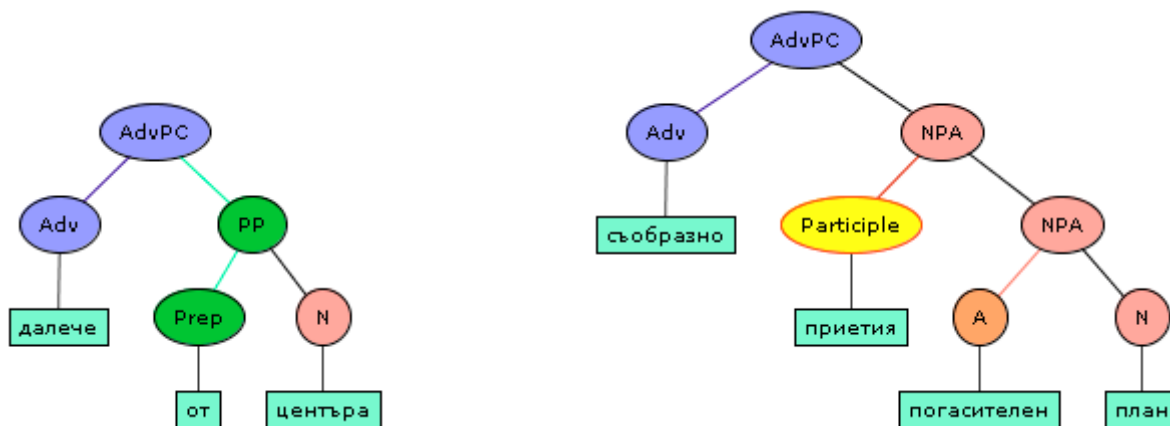 AdvPC
Adv PP
далече Prep N
от центъра
AdvPC
Adv NPA
съобразно Participle NPA
приетия A N
погасителен план